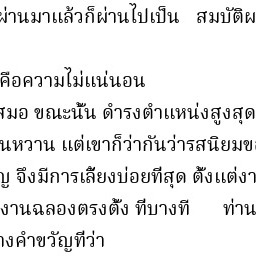 ผ่านมาแล้วก็ผ่านไปเป็น สมบัติผ
คือความไม่แน่นอน
สมอ ขณะนั้น ดำรงตำแหน่งสูงสุด
นหวาน แต่เขาก็ว่ากันว่ารสนิยมข
ญ จึงมีการเลี้ยงบ่อยที่สุด ตั้งแต่งา
งานฉลองตรงตั้ง ที่บางที ท่าน
างคำขวัญที่ว่า